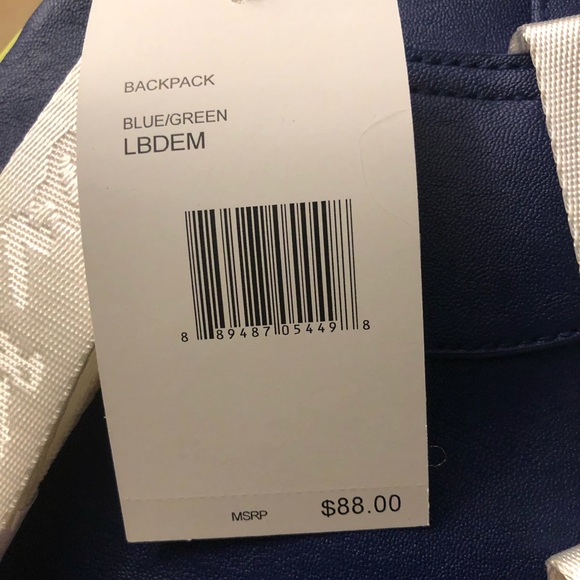 BACKPACK
BLUE/GREEN
LBDEM
8 89487 05449 8
MSRP $88.00